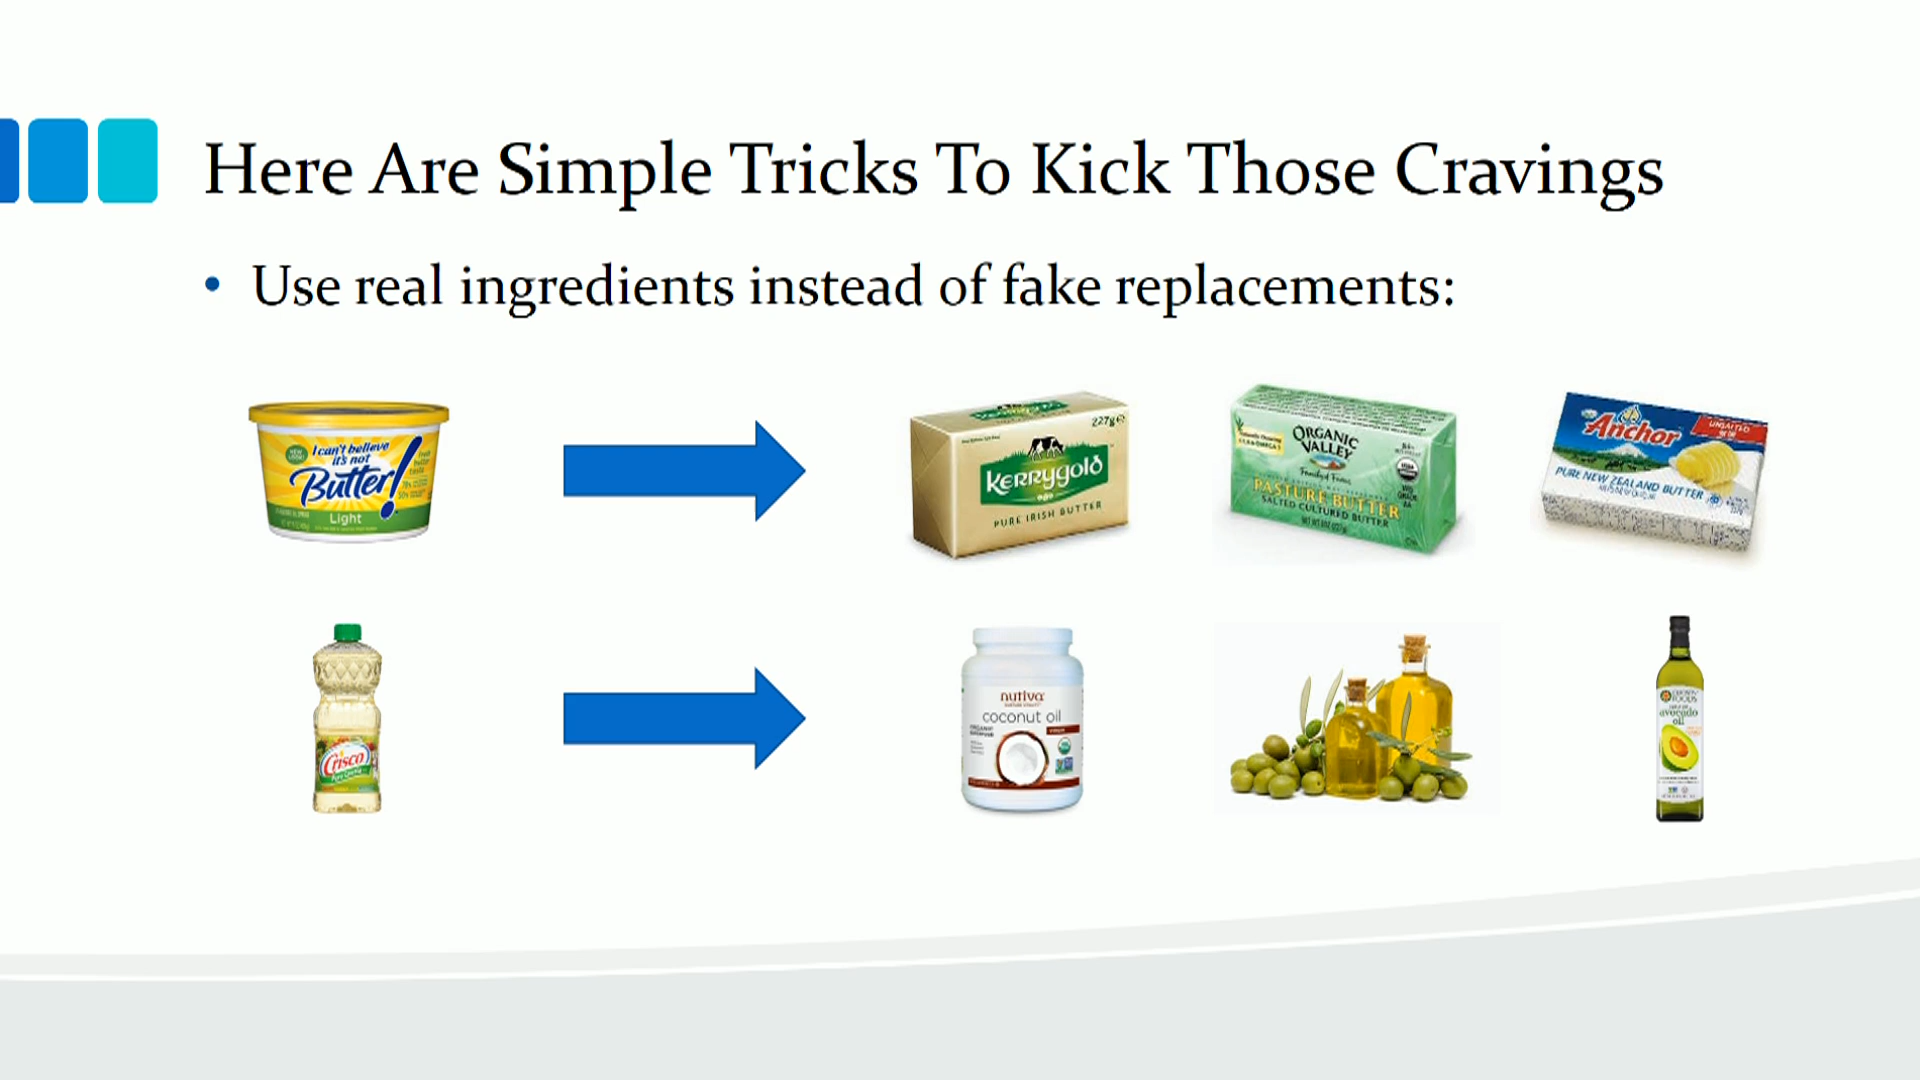 Here Are Simple Tricks To Kick Those Cravings
• Use real ingredients instead of fake replacements:
I can't believe
it's not
Butter!
Light
227g
Kerrygold
PURE IRISH BUTTER
ORGANIC
VALLEY
PASTURE BUTTER
SALTED CULTURED BUTTER
Anchor
UNSALTED
PURE NEW ZEALAND BUTTER
Crisco
nutiva
coconut oil
avocado
oil